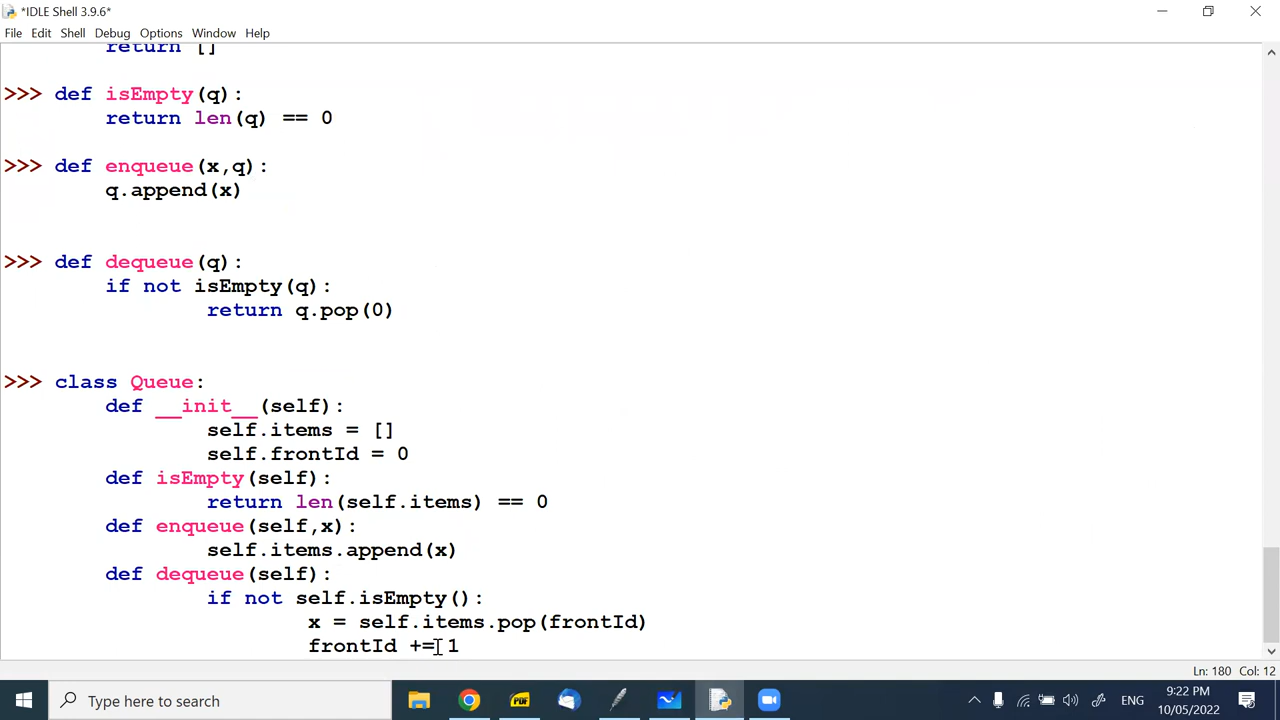 *IDLE Shell 3.9.6*
File Edit Shell Debug Options Window Help
return []
>>> def isEmpty(q):
return len(q) == 0
>>> def enqueue(x,q):
q.append(x)
>>> def dequeue(q):
if not isEmpty(q):
return q.pop(0)
>>> class Queue:
def __init__(self):
self.items = []
self.frontId = 0
def isEmpty(self):
return len(self.items) == 0
def enqueue(self,x):
self.items.append(x)
def dequeue(self):
if not self.isEmpty():
x = self.items.pop(frontId)
frontId += 1
Ln: 180 Col: 12
Type here to search
PDF
ENG
9:22 PM
10/05/2022